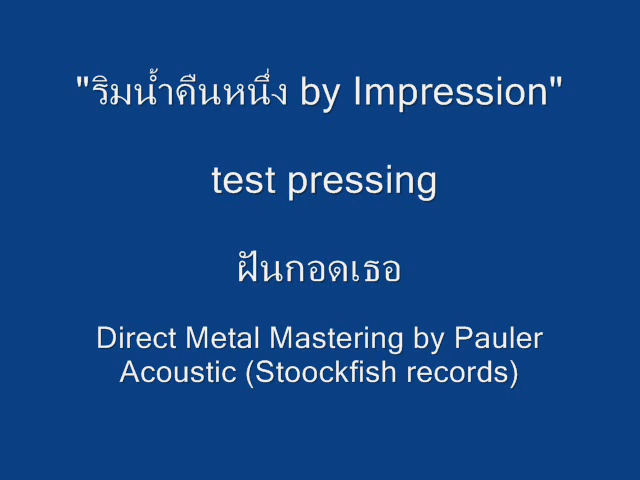 "ริมน้ำคืนหนึ่ง by Impression"
test pressing
ฝันกอดเธอ
Direct Metal Mastering by Pauler
Acoustic (Stoockfish records)